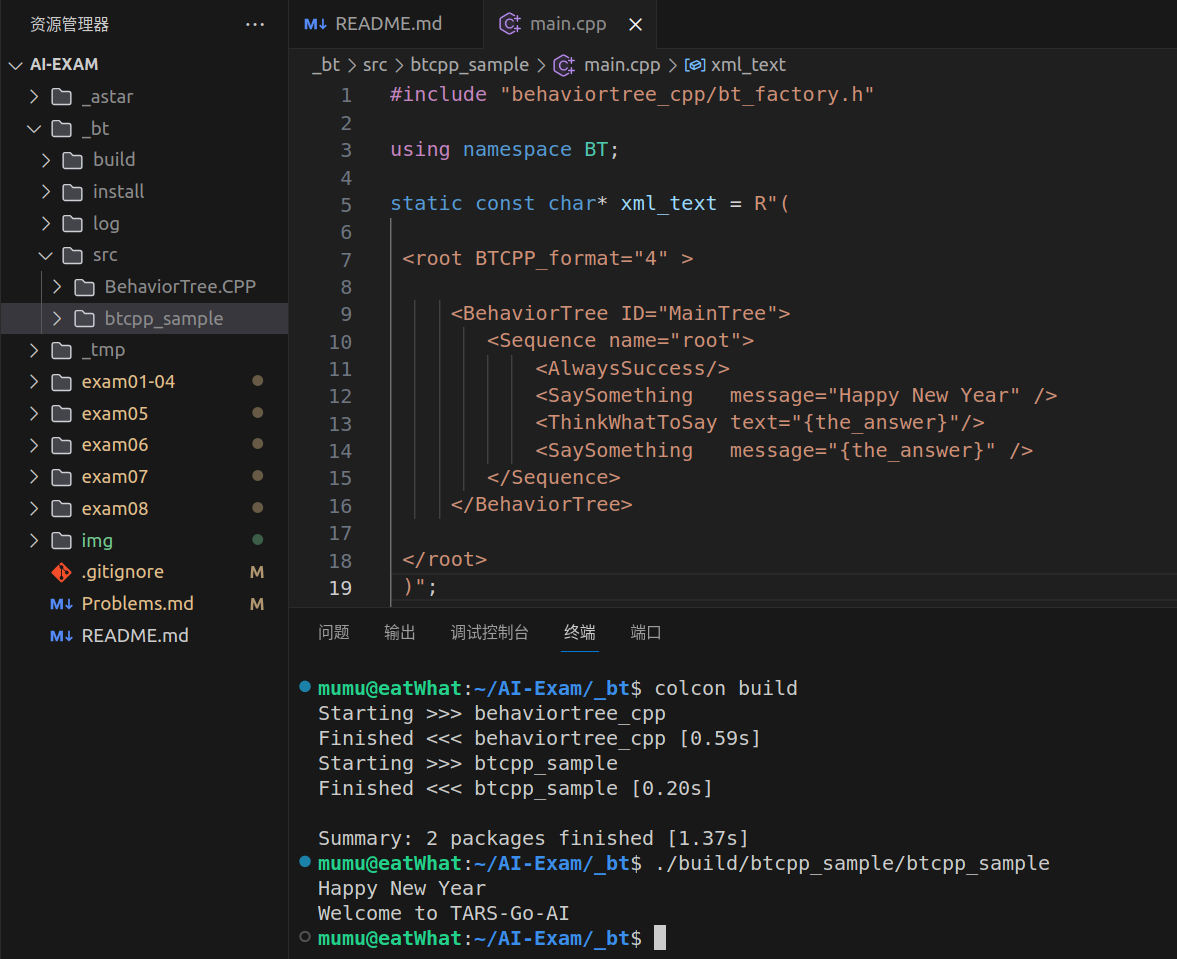 资源管理器 ···
AI-EXAM
_astar
_bt
build
install
log
src
BehaviorTree.CPP
btcpp_sample
_tmp
exam01-04
exam05
exam06
exam07
exam08
img
.gitignore M
Problems.md M
README.md
README.md main.cpp
_bt > src > btcpp_sample > main.cpp > xml_text
1 #include "behaviortree_cpp/bt_factory.h"
2
3 using namespace BT;
4
5 static const char* xml_text = R"(
6
7 <root BTCPP_format="4" >
8
9 <BehaviorTree ID="MainTree">
10 <Sequence name="root">
11 <AlwaysSuccess/>
12 <SaySomething   message="Happy New Year" />
13 <ThinkWhatToSay text="{the_answer}"/>
14 <SaySomething   message="{the_answer}" />
15 </Sequence>
16 </BehaviorTree>
17
18 </root>
19 )";
问题 输出 调试控制台 终端 端口
mumu@eatWhat:~/AI-Exam/_bt$ colcon build
Starting >>> behaviortree_cpp
Finished <<< behaviortree_cpp [0.59s]
Starting >>> btcpp_sample
Finished <<< btcpp_sample [0.20s]
Summary: 2 packages finished [1.37s]
mumu@eatWhat:~/AI-Exam/_bt$ ./build/btcpp_sample/btcpp_sample
Happy New Year
Welcome to TARS-Go-AI
mumu@eatWhat:~/AI-Exam/_bt$